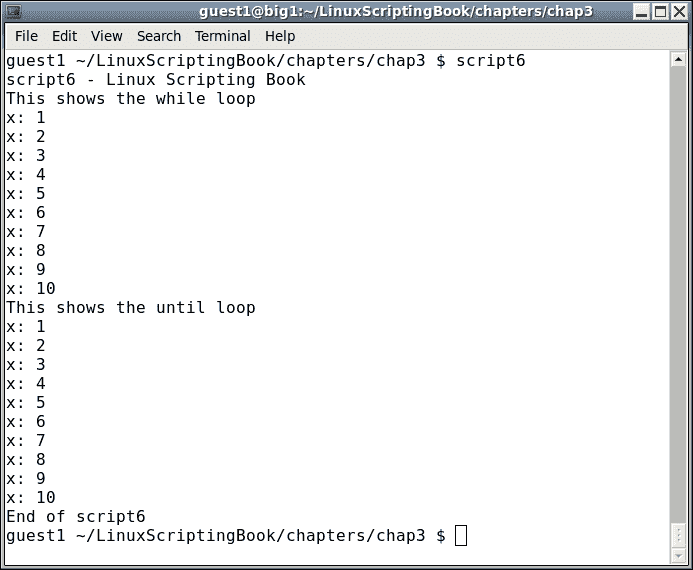 guest1@big1:~/LinuxScriptingBook/chapters/chap3
File Edit View Search Terminal Help
guest1 ~/LinuxScriptingBook/chapters/chap3 $ script6
script6 - Linux Scripting Book
This shows the while loop
x: 1
x: 2
x: 3
x: 4
x: 5
x: 6
x: 7
x: 8
x: 9
x: 10
This shows the until loop
x: 1
x: 2
x: 3
x: 4
x: 5
x: 6
x: 7
x: 8
x: 9
x: 10
End of script6
guest1 ~/LinuxScriptingBook/chapters/chap3 $